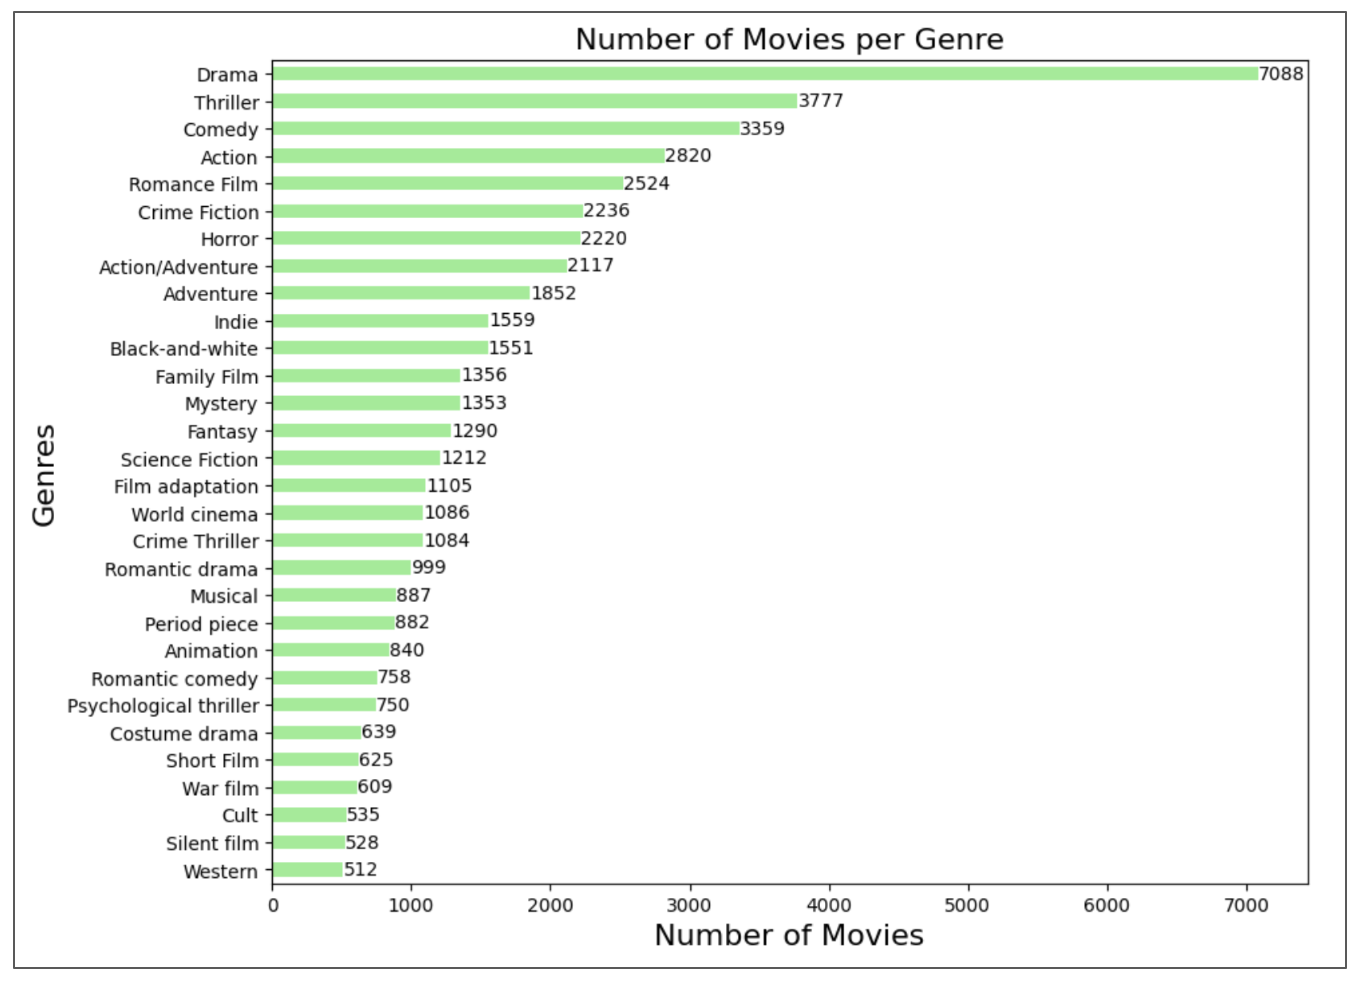 Number of Movies per Genre
Drama 7088
Thriller 3777
Comedy 3359
Action 2820
Romance Film 2524
Crime Fiction 2236
Horror 2220
Action/Adventure 2117
Adventure 1852
Indie 1559
Black-and-white 1551
Family Film 1356
Mystery 1353
Fantasy 1290
Science Fiction 1212
Film adaptation 1105
World cinema 1086
Crime Thriller 1084
Romantic drama 999
Musical 887
Period piece 882
Animation 840
Romantic comedy 758
Psychological thriller 750
Costume drama 639
Short Film 625
War film 609
Cult 535
Silent film 528
Western 512
Genres
0 1000 2000 3000 4000 5000 6000 7000
Number of Movies